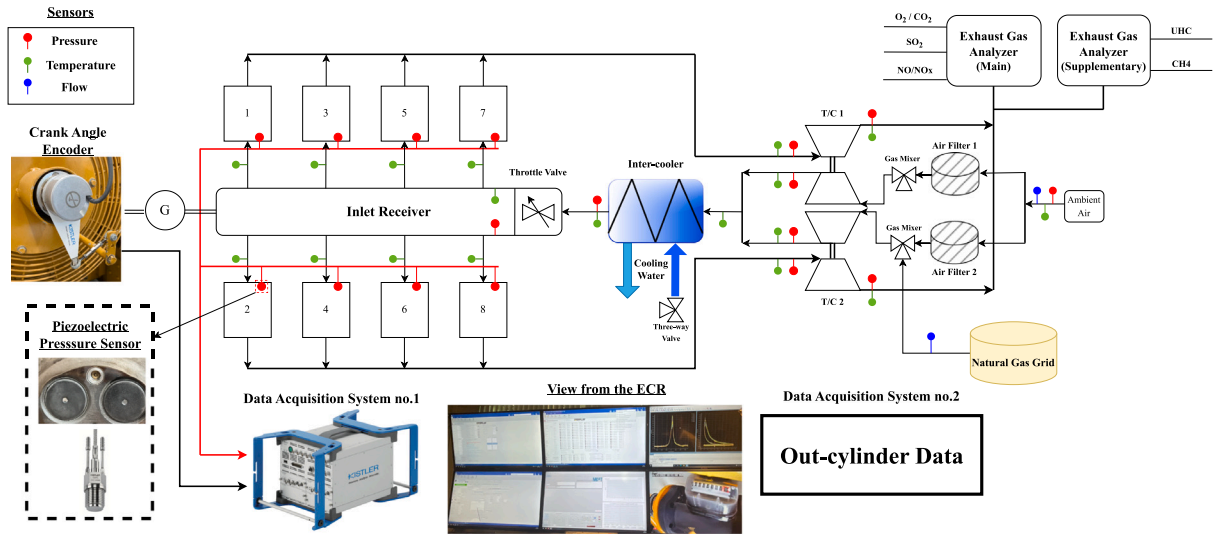 Sensors
Pressure
Temperature
Flow
Crank Angle
Encoder
KISTLER
G
1
3
5
7
Inlet Receiver
Throttle Valve
2
4
6
8
Inter-cooler
Cooling
Water
Three-way
Valve
T/C 1
T/C 2
Gas Mixer
Air Filter 1
Gas Mixer
Air Filter 2
Ambient
Air
Natural Gas Grid
O2 / CO2
SO2
NO/NOx
Exhaust Gas
Analyzer
(Main)
Exhaust Gas
Analyzer
(Supplementary)
UHC
CH4
Piezoelectric
Presssure Sensor
Data Acquisition System no.1
KISTLER
View from the ECR
Data Acquisition System no.2
Out-cylinder Data